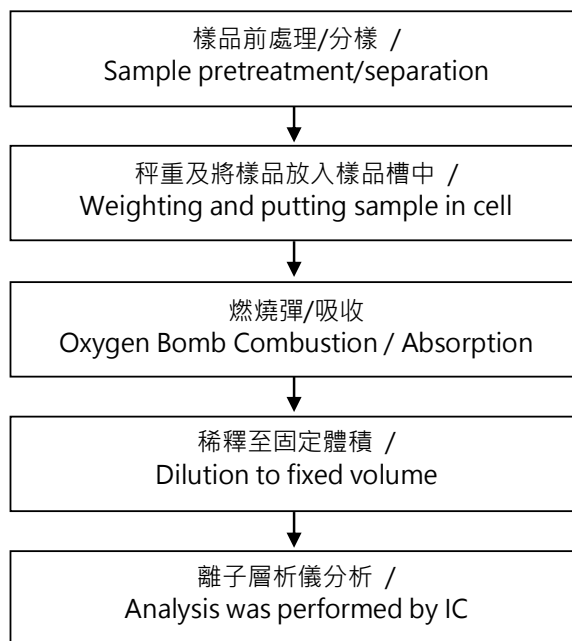 樣品前處理/分樣 /
Sample pretreatment/separation
秤重及將樣品放入樣品槽中 /
Weighting and putting sample in cell
燃燒彈/吸收
Oxygen Bomb Combustion / Absorption
稀釋至固定體積 /
Dilution to fixed volume
離子層析儀分析 /
Analysis was performed by IC